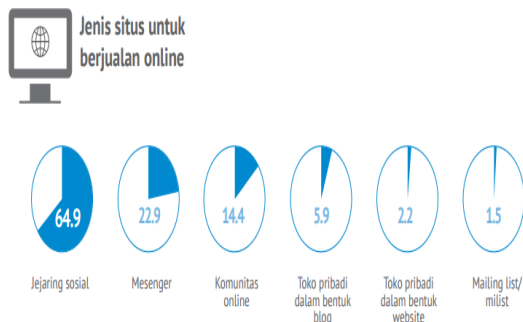 Jenis situs untuk
berjualan online
64.9
22.9
14.4
5.9
2.2
1.5
Jejaring sosial
Mesenger
Komunitas
online
Toko pribadi
dalam bentuk
blog
Toko pribadi
dalam bentuk
website
Mailing list/
milist